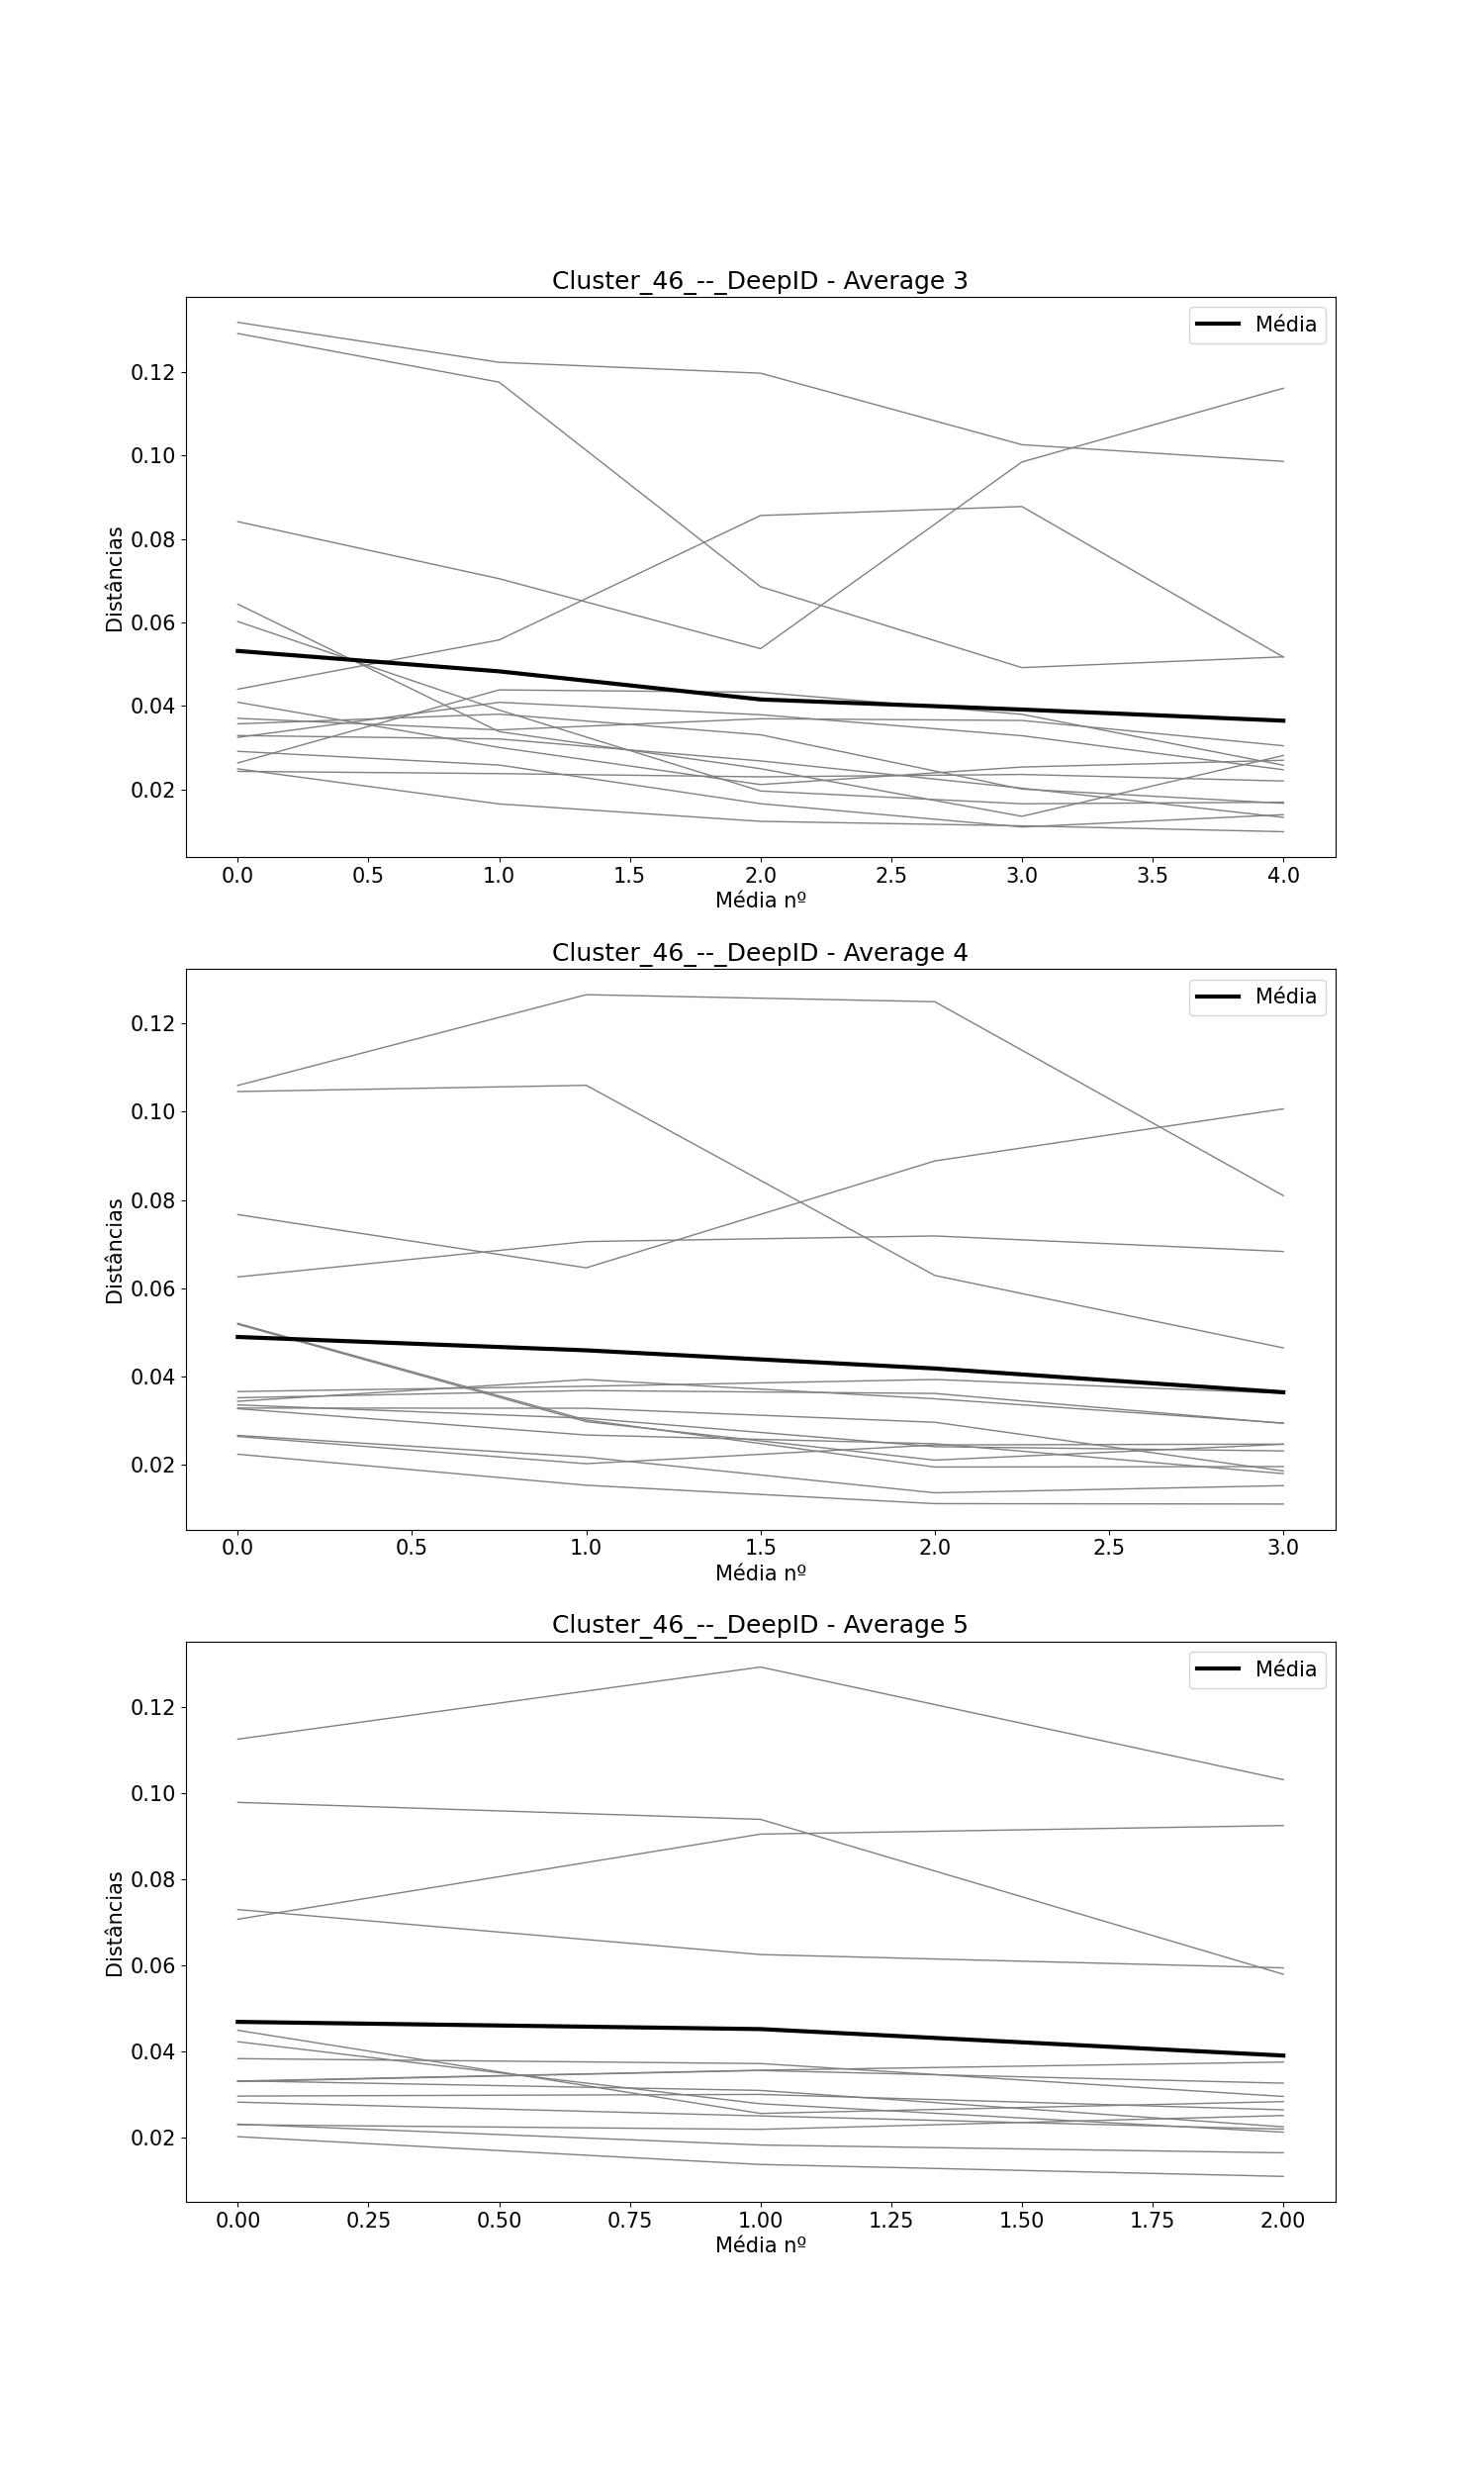 Cluster_46_--_DeepID - Average 3
Média
0.12
0.10
0.08
0.06
0.04
0.02
Distâncias
0.0 0.5 1.0 1.5 2.0 2.5 3.0 3.5 4.0
Média nº
Cluster_46_--_DeepID - Average 4
Média
0.12
0.10
0.08
0.06
0.04
0.02
Distâncias
0.0 0.5 1.0 1.5 2.0 2.5 3.0
Média nº
Cluster_46_--_DeepID - Average 5
Média
0.12
0.10
0.08
0.06
0.04
0.02
Distâncias
0.00 0.25 0.50 0.75 1.00 1.25 1.50 1.75 2.00
Média nº